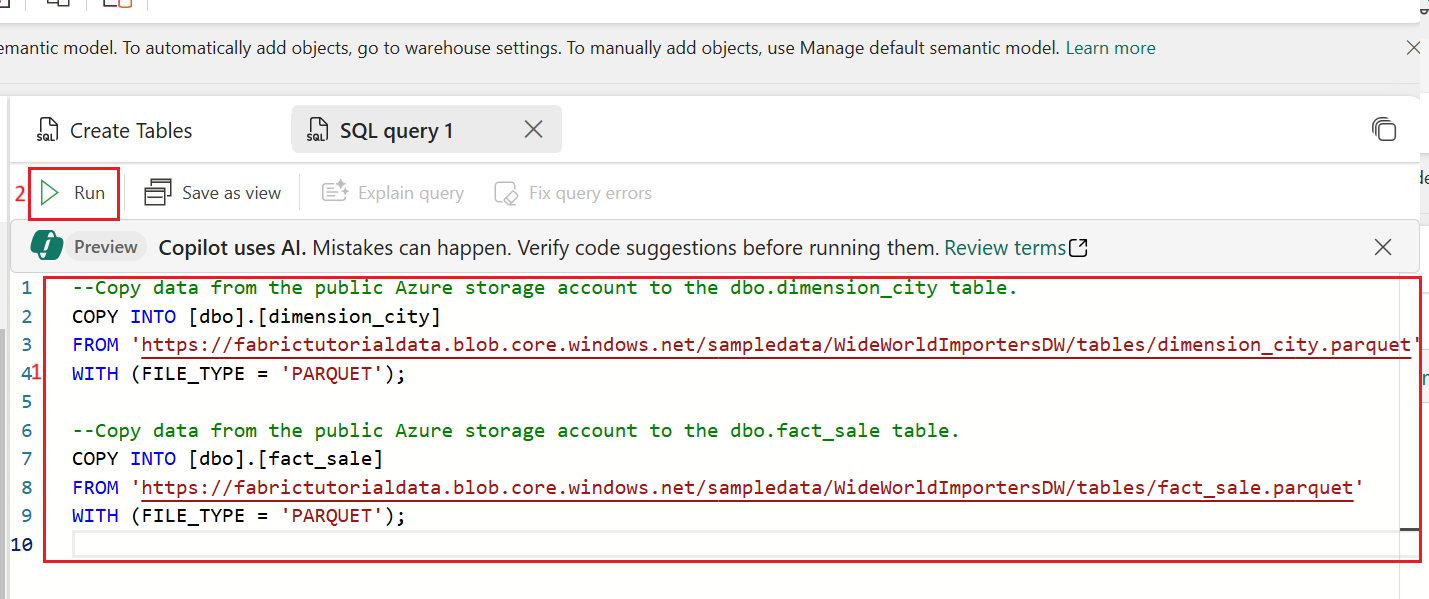 emantic model. To automatically add objects, go to warehouse settings. To manually add objects, use Manage default semantic model. Learn more
SQL Create Tables
SQL SQL query 1
2 Run Save as view Explain query Fix query errors
Preview Copilot uses AI. Mistakes can happen. Verify code suggestions before running them. Review terms
1 --Copy data from the public Azure storage account to the dbo.dimension_city table.
2 COPY INTO [dbo].[dimension_city]
3 FROM 'https://fabrictutorialdata.blob.core.windows.net/sampledata/WideWorldImportersDW/tables/dimension_city.parquet'
4 1 WITH (FILE_TYPE = 'PARQUET');
5
6 --Copy data from the public Azure storage account to the dbo.fact_sale table.
7 COPY INTO [dbo].[fact_sale]
8 FROM 'https://fabrictutorialdata.blob.core.windows.net/sampledata/WideWorldImportersDW/tables/fact_sale.parquet'
9 WITH (FILE_TYPE = 'PARQUET');
10